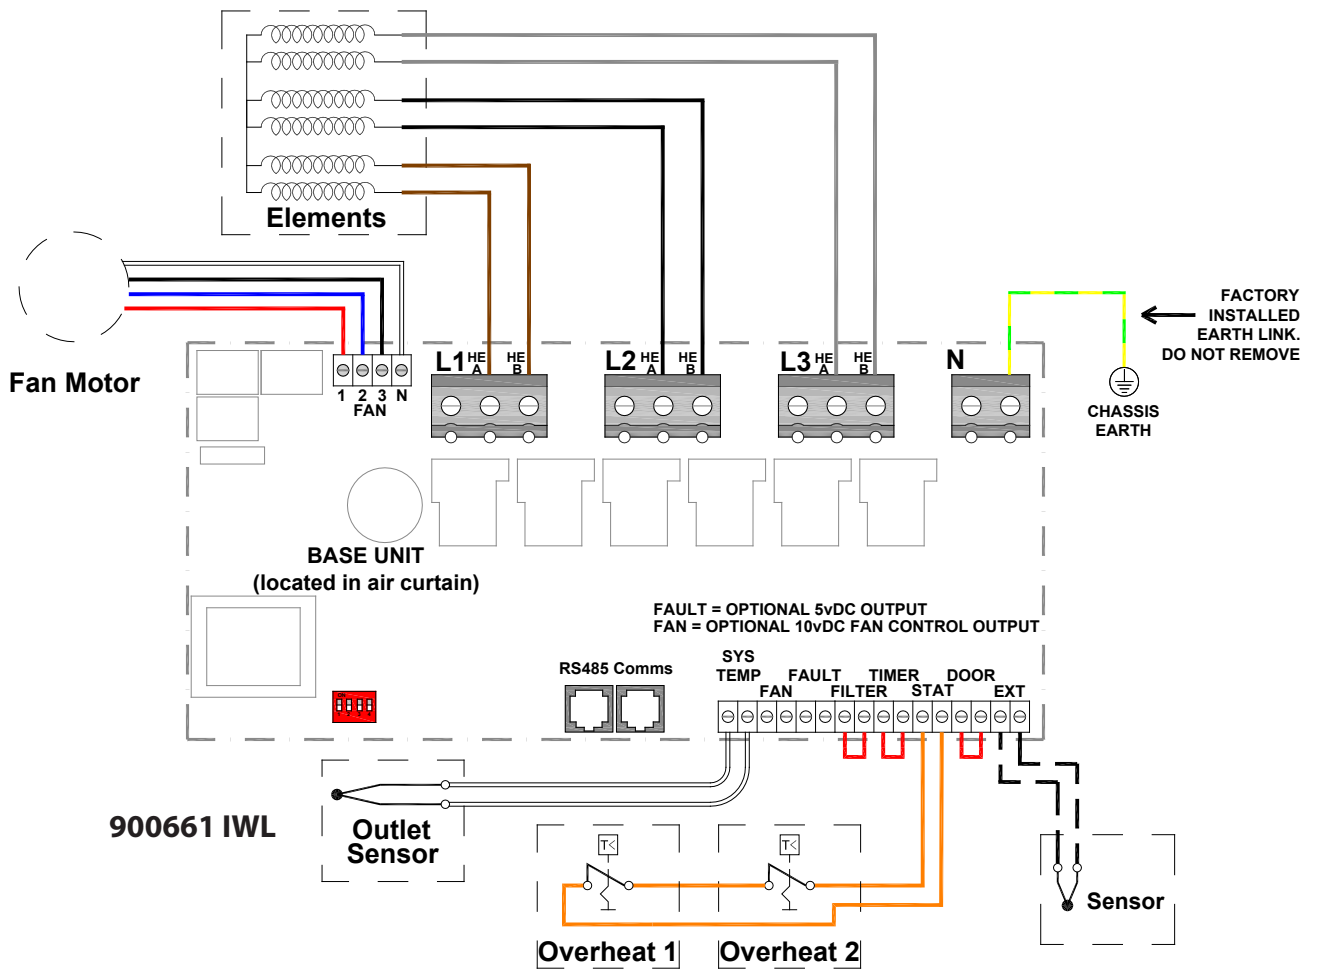 Elements
Fan Motor
FACTORY
INSTALLED
EARTH LINK.
DO NOT REMOVE
L1 HE A HE B
L2 HE A HE B
L3 HE A HE B
N
1 2 3 N
FAN
CHASSIS
EARTH
BASE UNIT
(located in air curtain)
FAULT = OPTIONAL 5vDC OUTPUT
FAN = OPTIONAL 10vDC FAN CONTROL OUTPUT
RS485 Comms
SYS
TEMP
FAN
FAULT
FILTER
TIMER
STAT
DOOR
EXT
ON
900661 IWL
Outlet
Sensor
T<
T<
Overheat 1
Overheat 2
Sensor